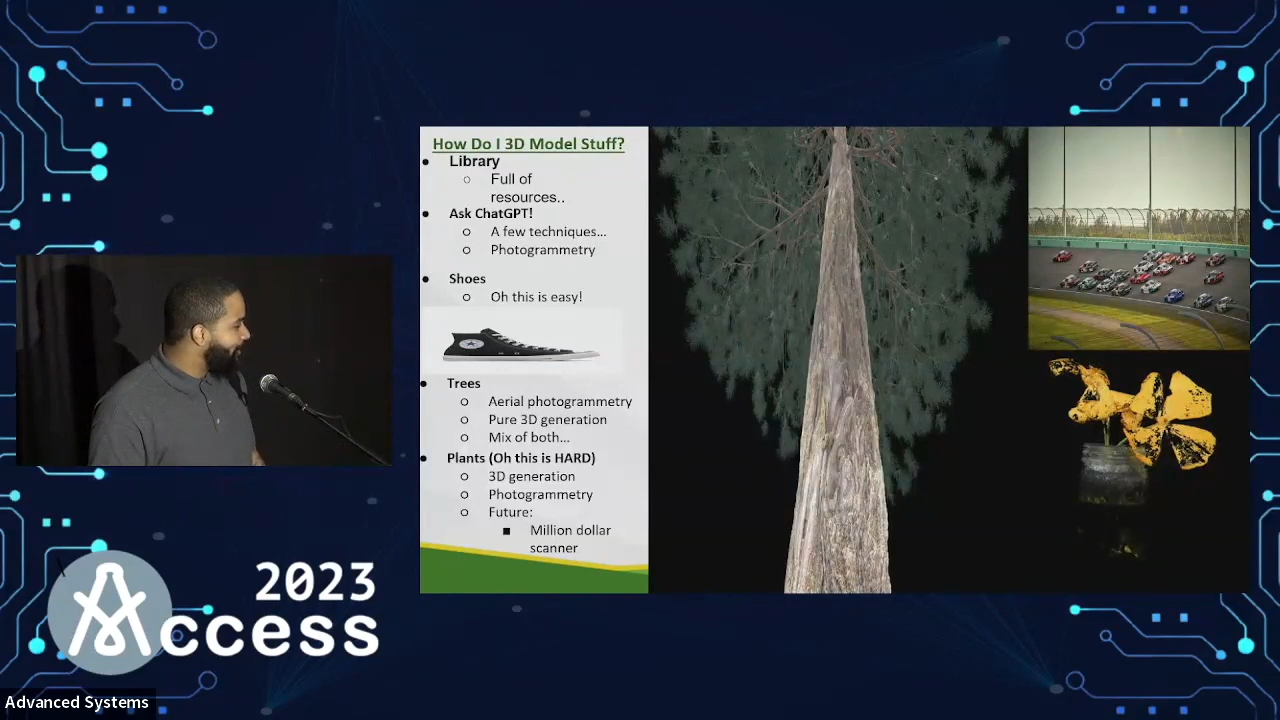 How Do I 3D Model Stuff?
• Library
○ Full of
resources..
• Ask ChatGPT!
○ A few techniques...
○ Photogrammetry
• Shoes
○ Oh this is easy!
• Trees
○ Aerial photogrammetry
○ Pure 3D generation
○ Mix of both...
• Plants (Oh this is HARD)
○ 3D generation
○ Photogrammetry
○ Future:
■ Million dollar
scanner
2023
Access
Advanced Systems